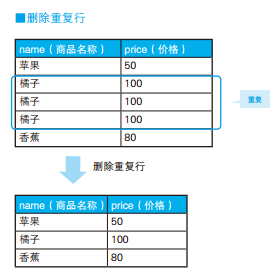 ■删除重复行
name（商品名称） price（价格）
苹果 50
橘子 100
橘子 100
橘子 100
香蕉 80
重复
删除重复行
name（商品名称） price（价格）
苹果 50
橘子 100
香蕉 80